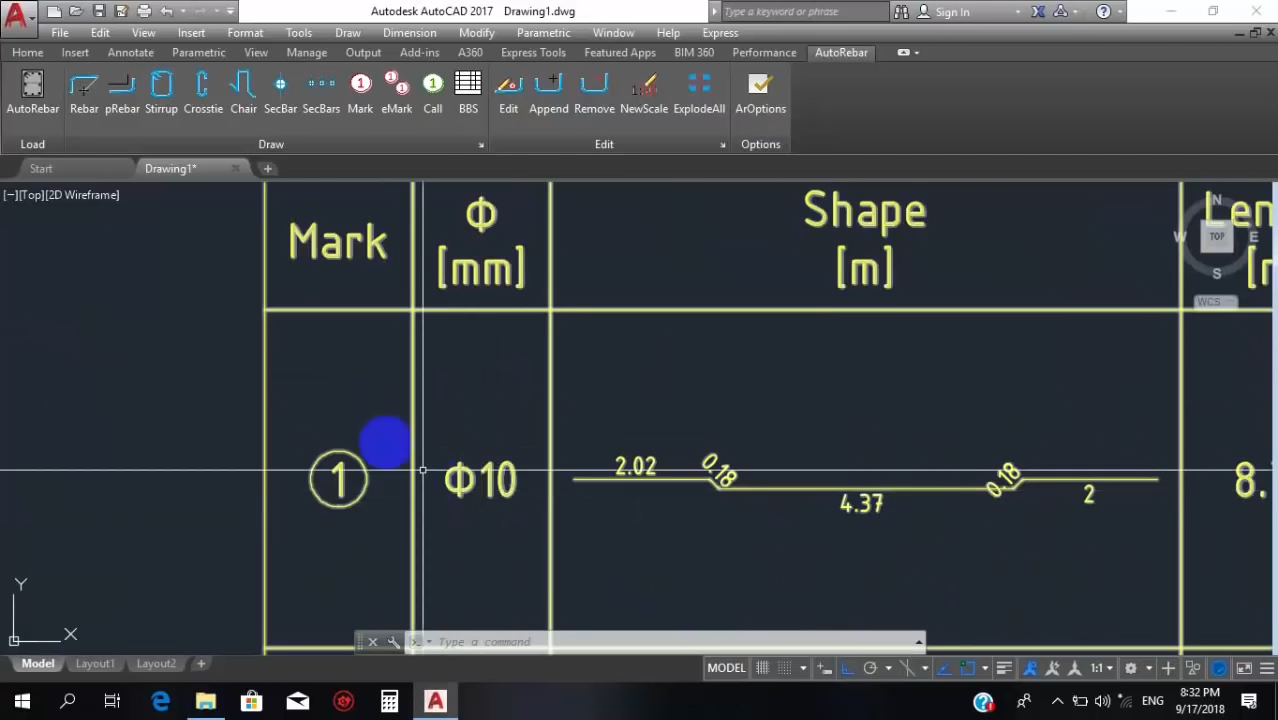 Autodesk AutoCAD 2017 Drawing1.dwg
Type a keyword or phrase
Sign In
File Edit View Insert Format Tools Draw Dimension Modify Parametric Window Help Express
Home Insert Annotate Parametric View Manage Output Add-ins A360 Express Tools Featured Apps BIM 360 Performance AutoRebar
AutoRebar Rebar pRebar Stirrup Crosstie Chair SecBar SecBars Mark eMark Call BBS Edit Append Remove NewScale ExplodeAll ArOptions
Load Draw Edit Options
Start Drawing1*
[−][Top][2D Wireframe]
Mark
Φ
[mm]
Shape
[m]
N
W TOP E
S
WCS
1
Φ10
2.02
0.18
4.37
0.18
2
8.
Y
X
Type a command
Model Layout1 Layout2
MODEL
1:1
ENG
8:32 PM
9/17/2018